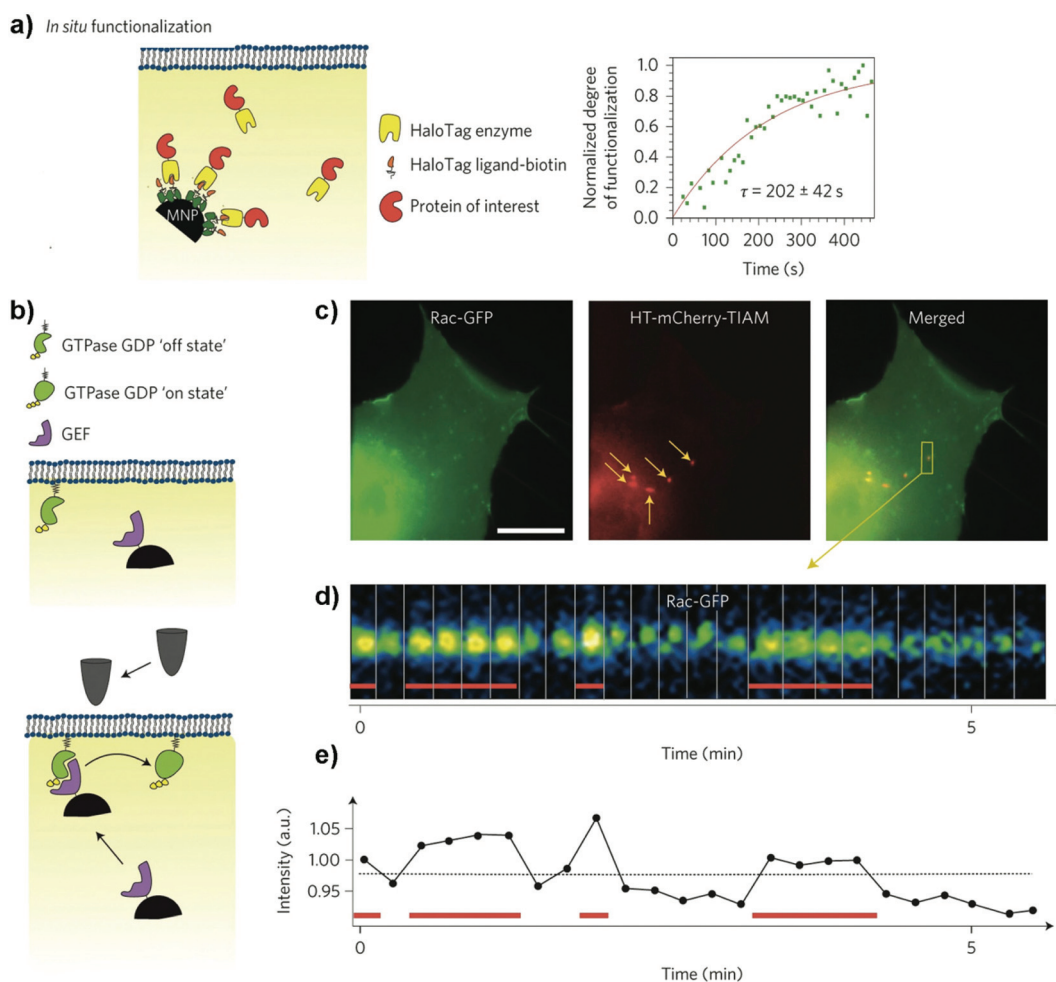 a) In situ functionalization
MNP
HaloTag enzyme
HaloTag ligand-biotin
Protein of interest
Normalized degree
of functionalization
1.0
0.8
0.6
0.4
0.2
0.0
τ = 202 ± 42 s
0 100 200 300 400
Time (s)
b)
GTPase GDP 'off state'
GTPase GDP 'on state'
GEF
c)
Rac-GFP
HT-mCherry-TIAM
Merged
d)
Rac-GFP
0 5
Time (min)
e)
Intensity (a.u.)
1.05
1.00
0.95
0 5
Time (min)